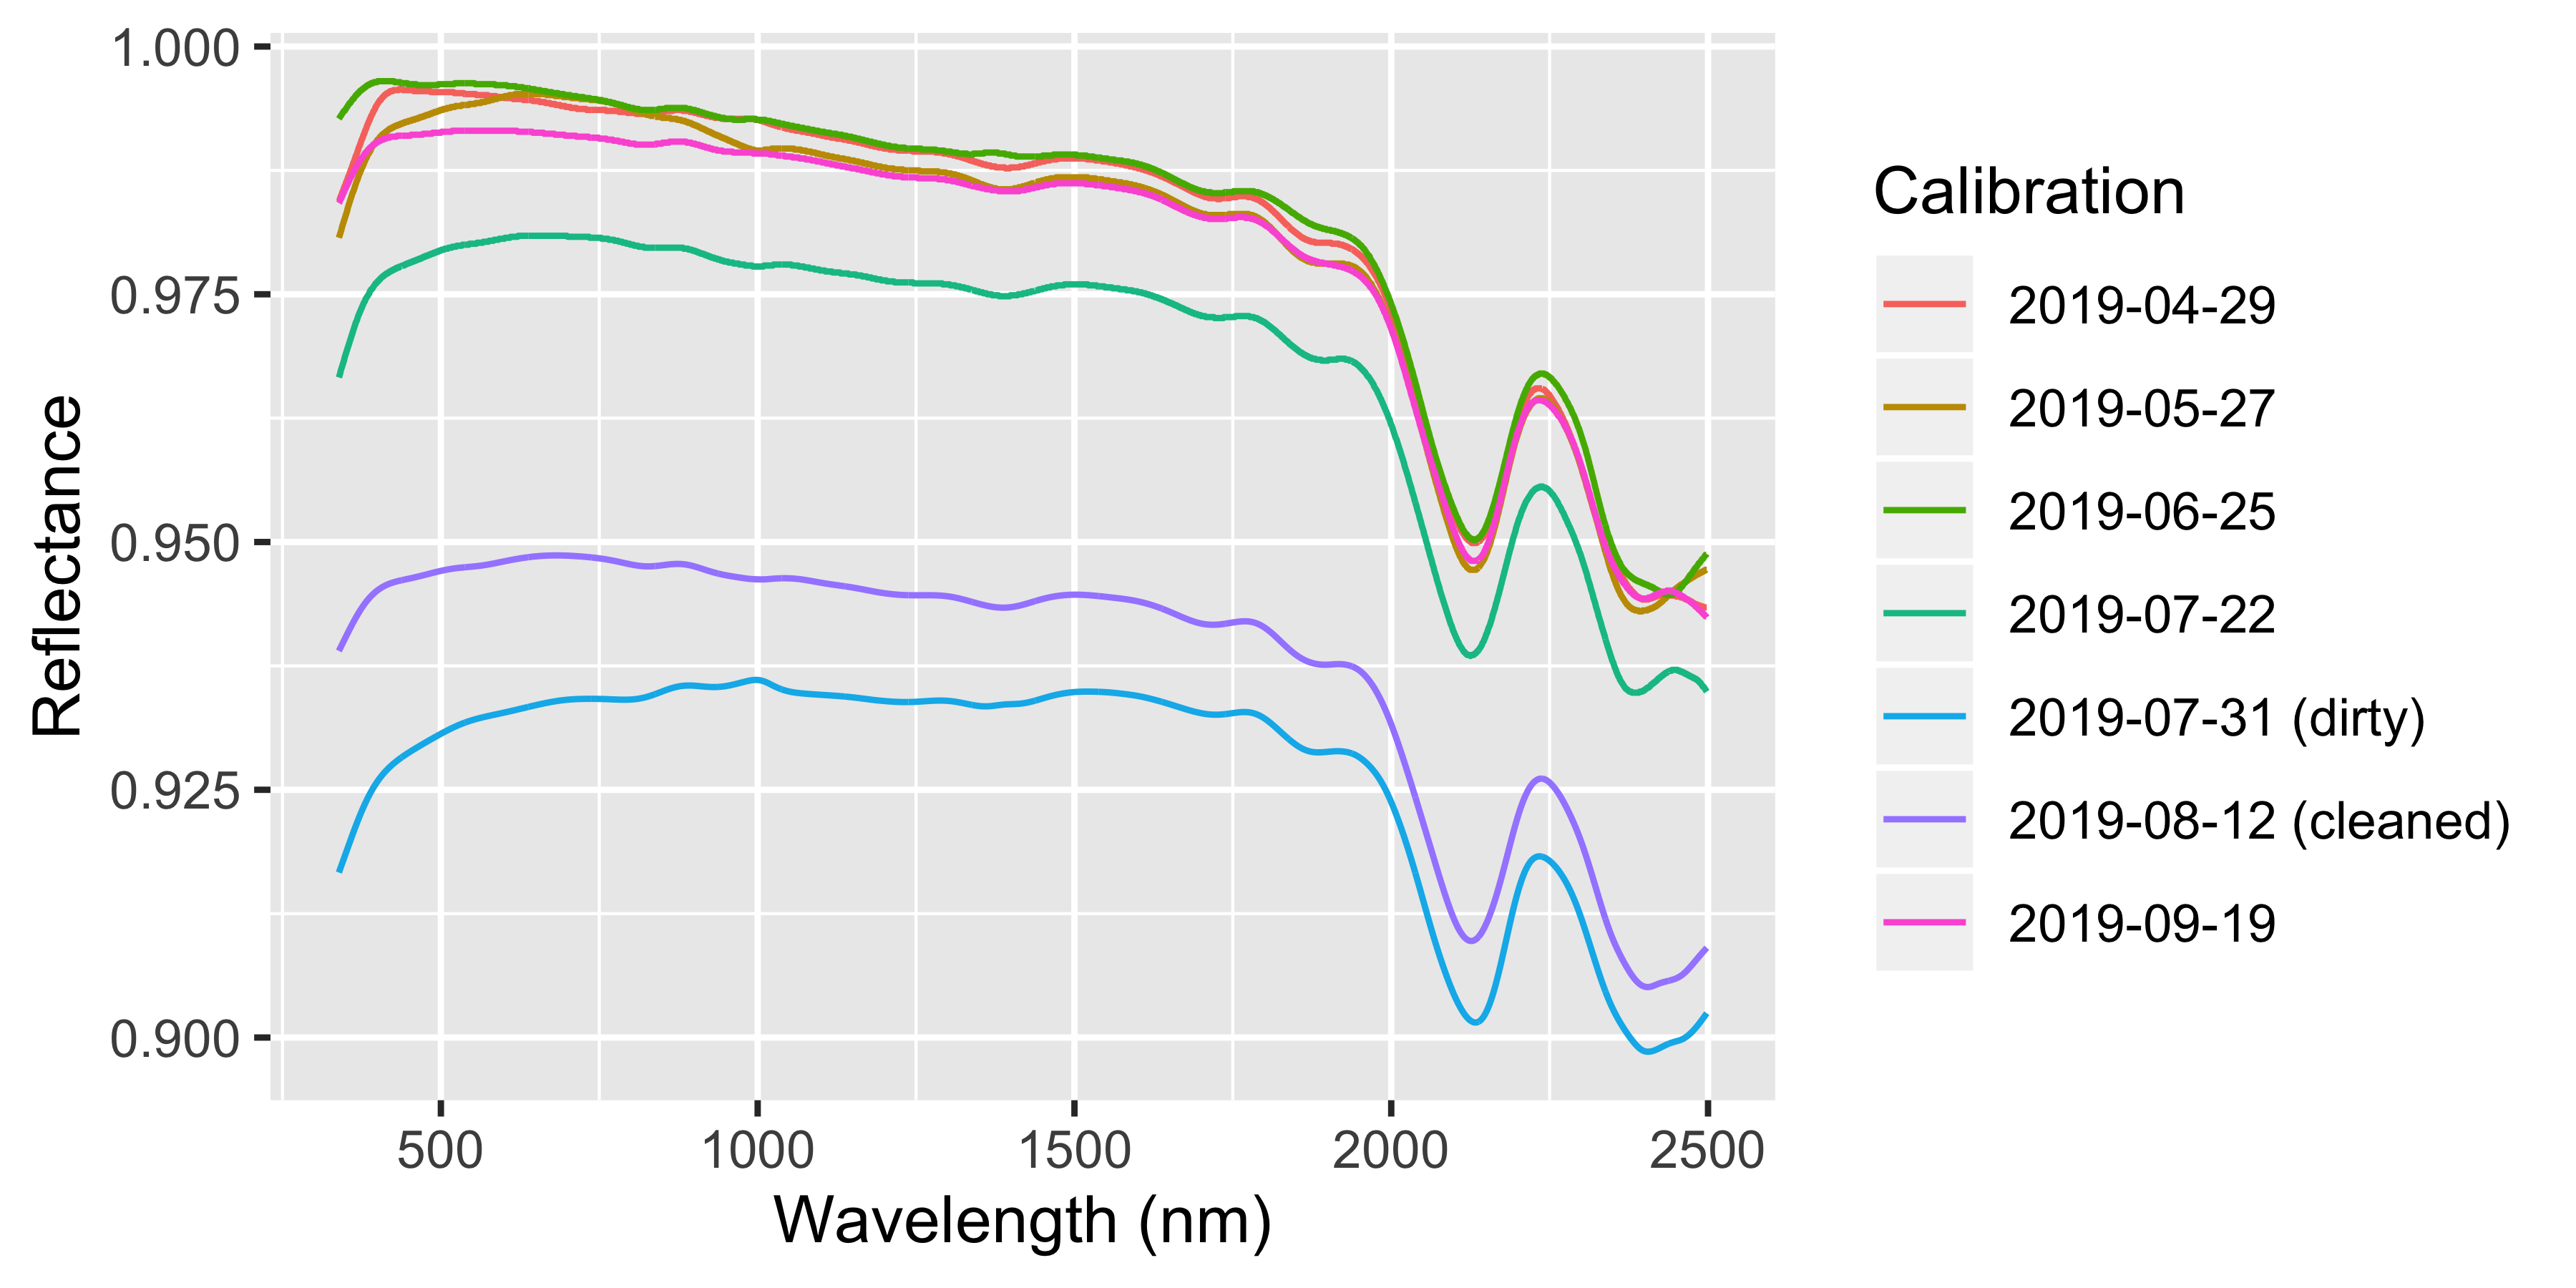 Reflectance
1.000
0.975
0.950
0.925
0.900
500 1000 1500 2000 2500
Wavelength (nm)
Calibration
2019-04-29
2019-05-27
2019-06-25
2019-07-22
2019-07-31 (dirty)
2019-08-12 (cleaned)
2019-09-19